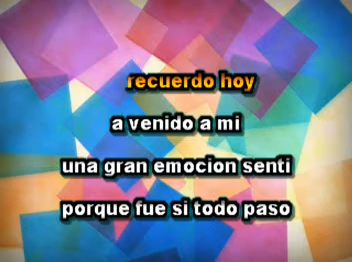 recuerdo hoy
a venido a mi
una gran emocion senti
porque fue si todo paso